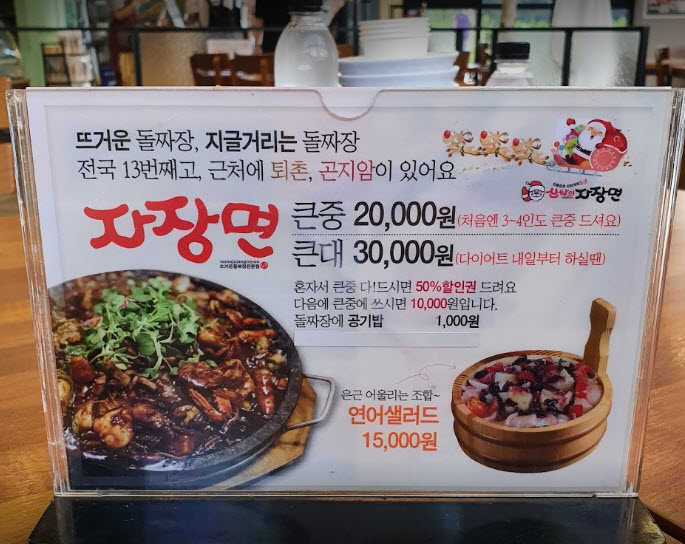 뜨거운 돌짜장, 지글거리는 돌짜장
전국 13번째고, 근처에 퇴촌, 곤지암이 있어요
산타의
자장면
자장면
큰중 20,000원(처음엔 3~4인도 큰중 드셔요)
큰대 30,000원(다이어트 내일부터 하실땐)
혼자서 큰중 다!드시면 50%할인권 드려요
다음에 큰중에 쓰시면 10,000원입니다.
돌짜장에 공기밥 1,000원
은근 어울리는 조합~
연어샐러드
15,000원